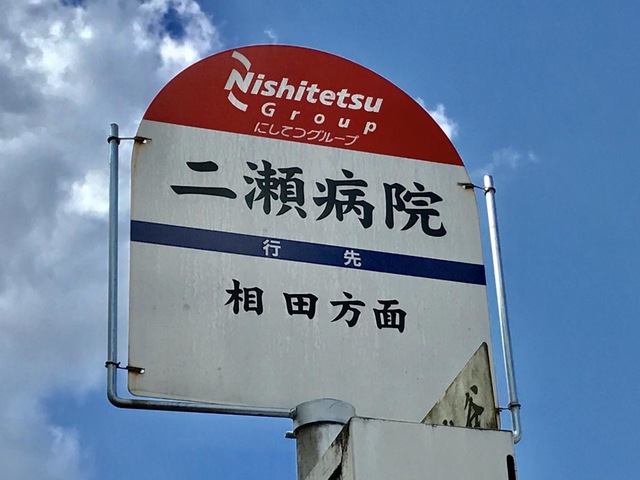 Nishitetsu
Group
にしてつグループ
二瀬病院
行先
相田方面